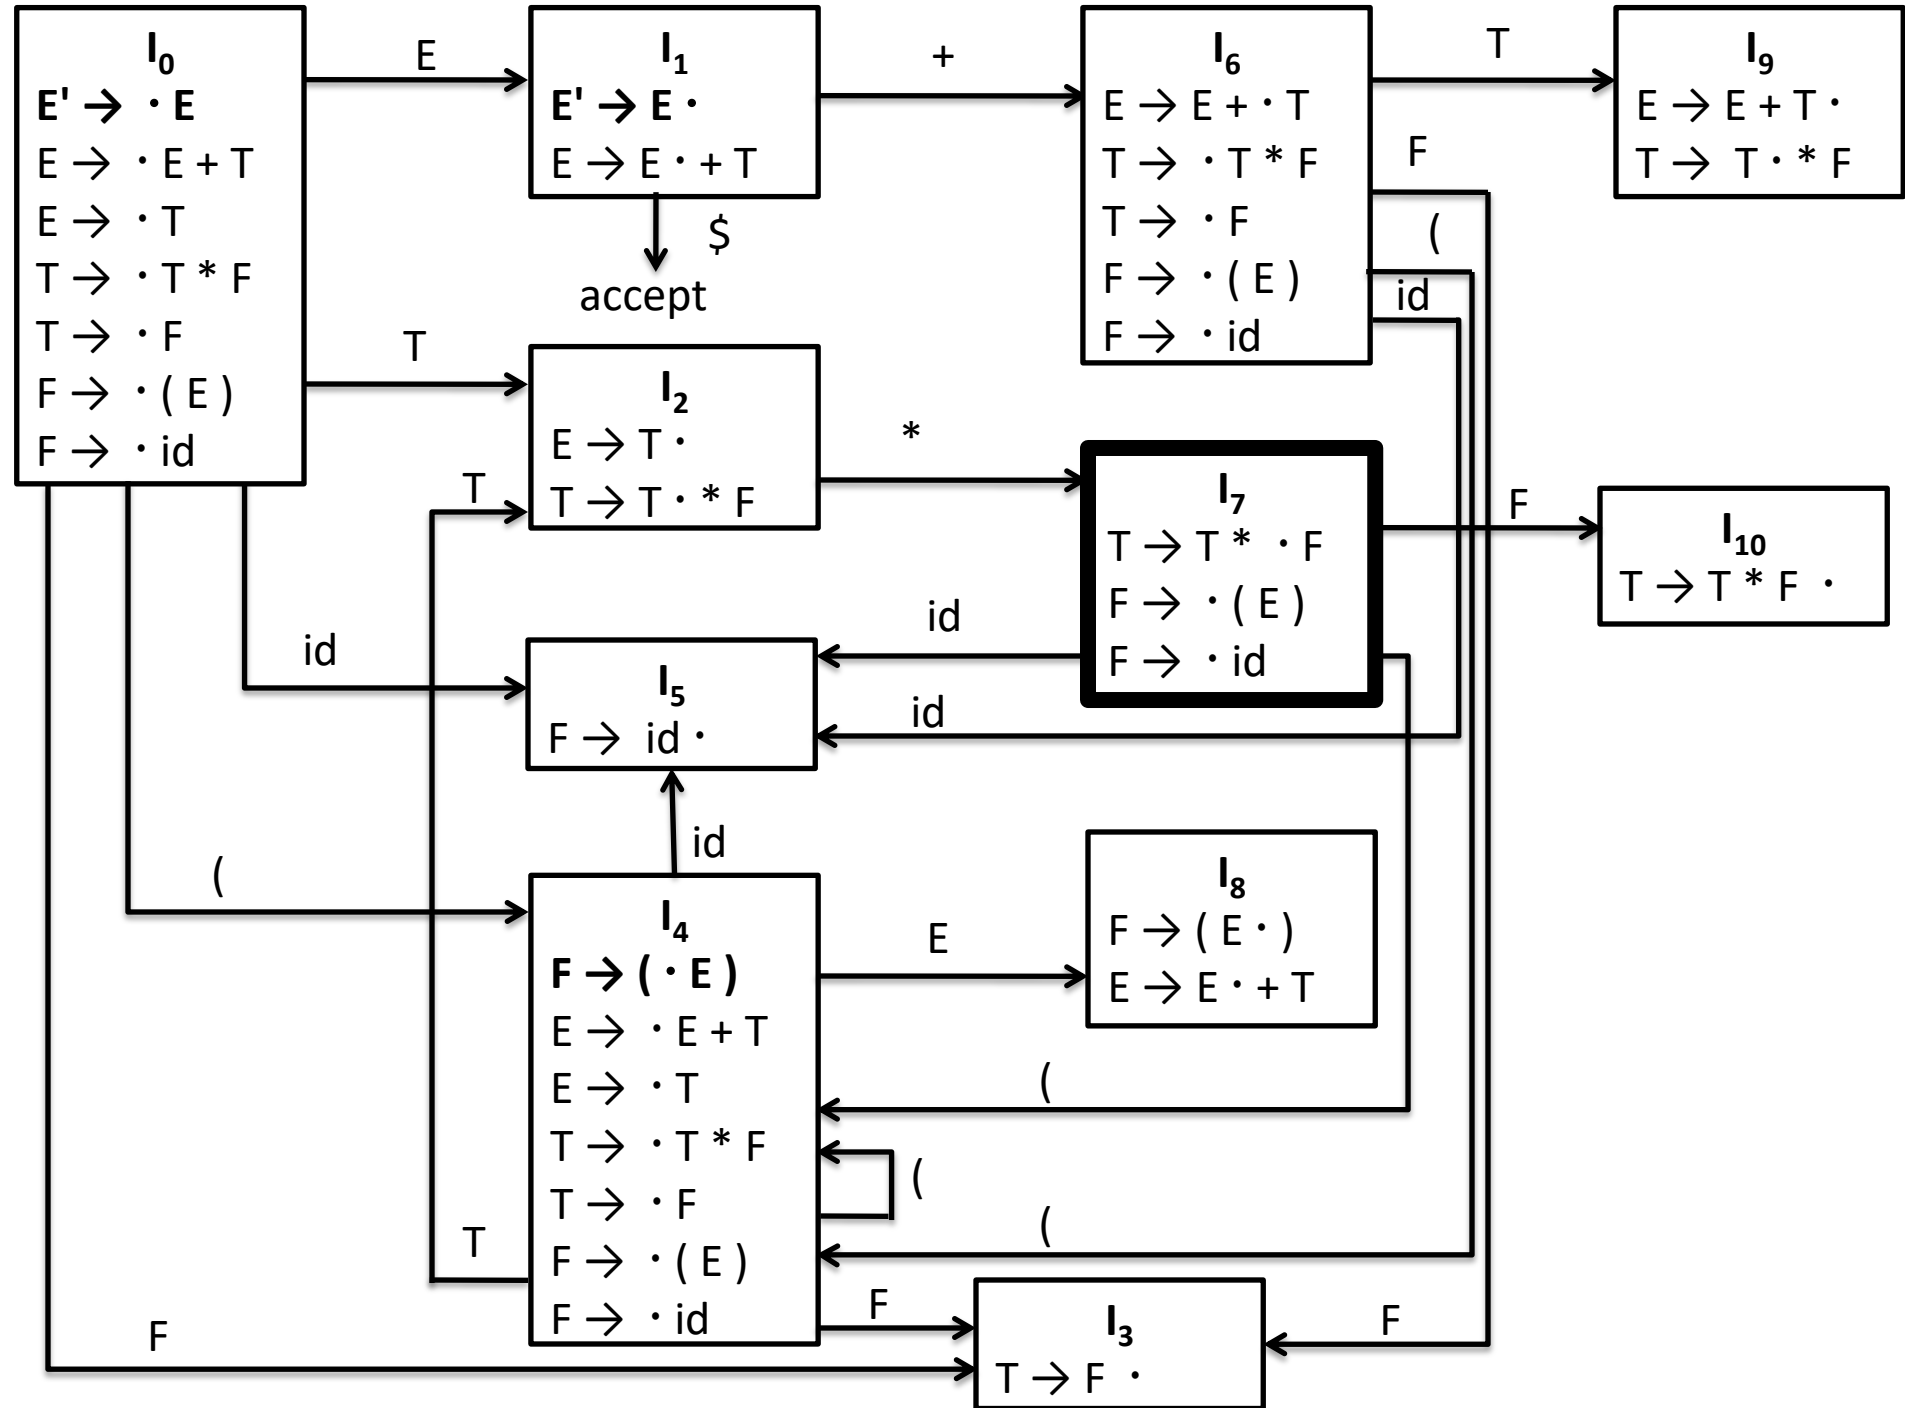 I0
E' → · E
E → · E + T
E → · T
T → · T * F
T → · F
F → · ( E )
F → · id
E
I1
E' → E ·
E → E · + T
$
accept
+
I6
E → E + · T
T → · T * F
T → · F
F → · ( E )
F → · id
T
F
(
id
I9
E → E + T ·
T → T · * F
T
I2
E → T ·
T → T · * F
T
*
I7
T → T * · F
F → · ( E )
F → · id
F
I10
T → T * F ·
id
id
I5
F → id ·
id
id
(
I4
F → ( · E )
E → · E + T
E → · T
T → · T * F
T → · F
F → · ( E )
F → · id
E
I8
F → ( E · )
E → E · + T
(
(
(
T
F
F
I3
T → F ·
F